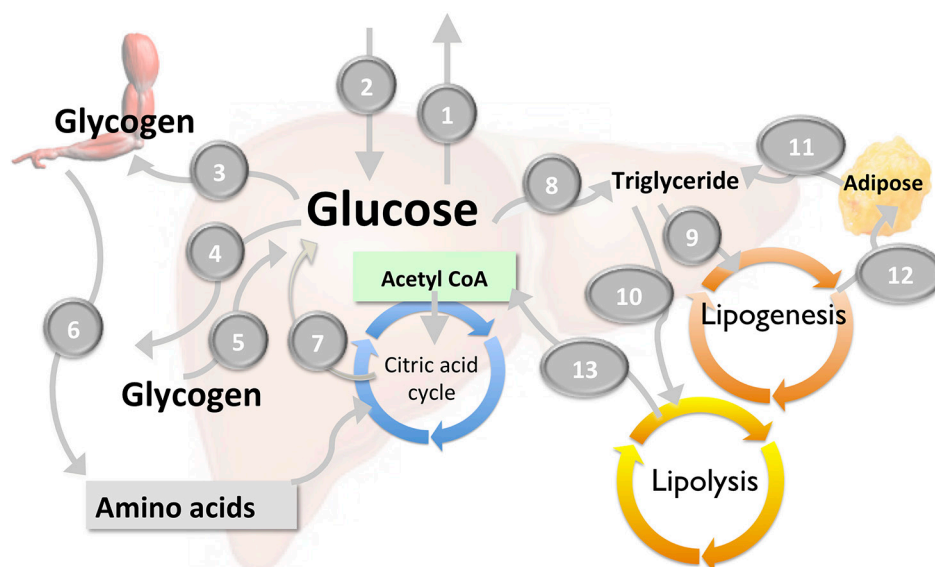 2
1
Glycogen
3
8
11
Triglyceride
Adipose
Glucose
4
9
Acetyl CoA
12
10
6
5
7
Lipogenesis
Citric acid
cycle
13
Glycogen
Lipolysis
Amino acids